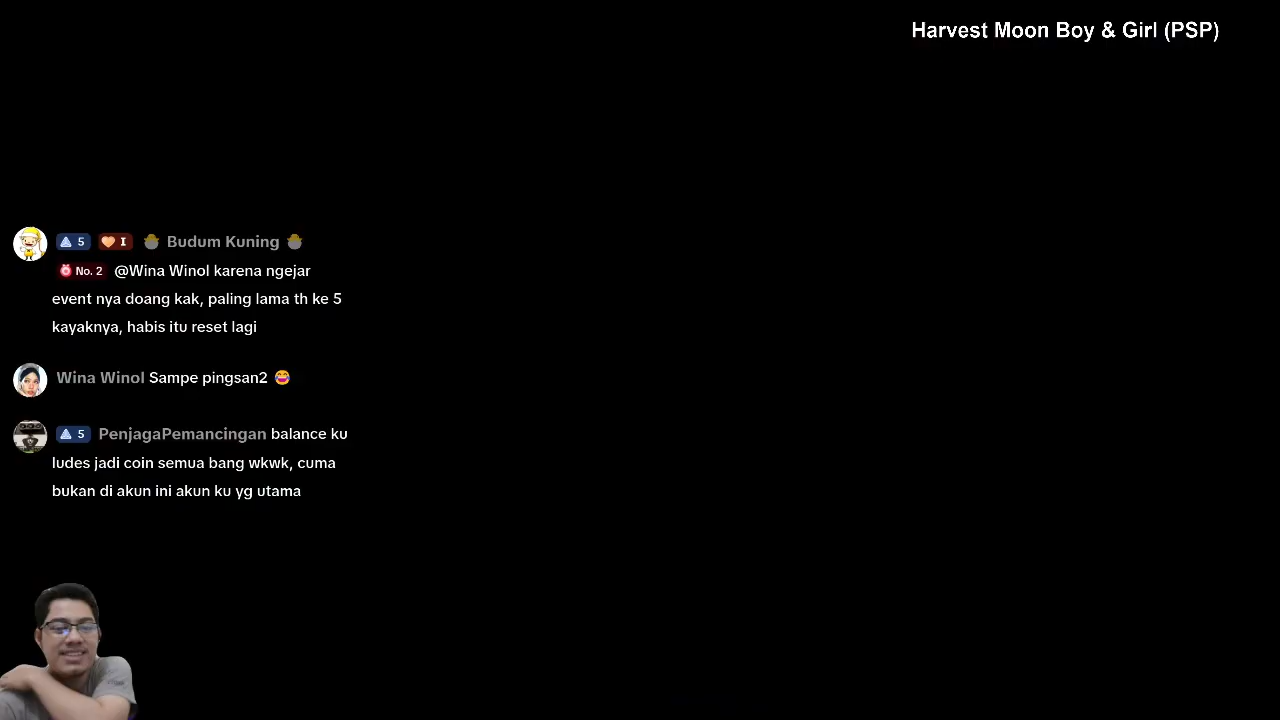 Harvest Moon Boy & Girl (PSP)
5 I Budum Kuning
No. 2 @Wina Winol karena ngejar
event nya doang kak, paling lama th ke 5
kayaknya, habis itu reset lagi
Wina Winol Sampe pingsan2 😂
5 PenjagaPemancingan balance ku
ludes jadi coin semua bang wkwk, cuma
bukan di akun ini akun ku yg utama